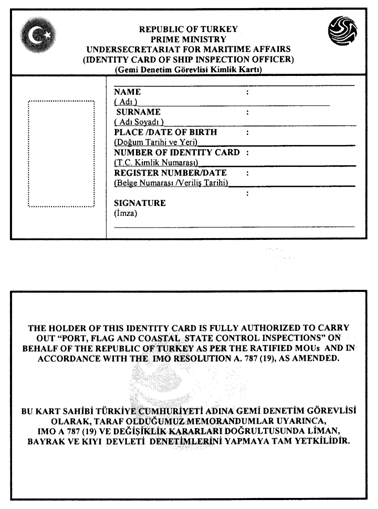 REPUBLIC OF TURKEY
PRIME MINISTRY
UNDERSECRETARIAT FOR MARITIME AFFAIRS
(IDENTITY CARD OF SHIP INSPECTION OFFICER)
(Gemi Denetim Görevlisi Kimlik Kartı)
NAME :
( Adı )
SURNAME :
( Adı Soyadı )
PLACE /DATE OF BIRTH :
(Doğum Tarihi ve Yeri)
NUMBER OF IDENTITY CARD :
(T.C. Kimlik Numarası)
REGISTER NUMBER/DATE :
(Belge Numarası /Veriliş Tarihi)
:
SIGNATURE
(İmza)
THE HOLDER OF THIS IDENTITY CARD IS FULLY AUTHORIZED TO CARRY
OUT "PORT, FLAG AND COASTAL STATE CONTROL INSPECTIONS" ON
BEHALF OF THE REPUBLIC OF TURKEY AS PER THE RATIFIED MOUs AND IN
ACCORDANCE WITH THE IMO RESOLUTION A. 787 (19), AS AMENDED.
BU KART SAHİBİ TÜRKİYE CUMHURİYETİ ADINA GEMİ DENETİM GÖREVLİSİ
OLARAK, TARAF OLDUĞUMUZ MEMORANDUMLAR UYARINCA,
IMO A 787 (19) VE DEĞİŞİKLİK KARARLARI DOĞRULTUSUNDA LİMAN,
BAYRAK VE KIYI DEVLETİ DENETİMLERİNİ YAPMAYA TAM YETKİLİDİR.